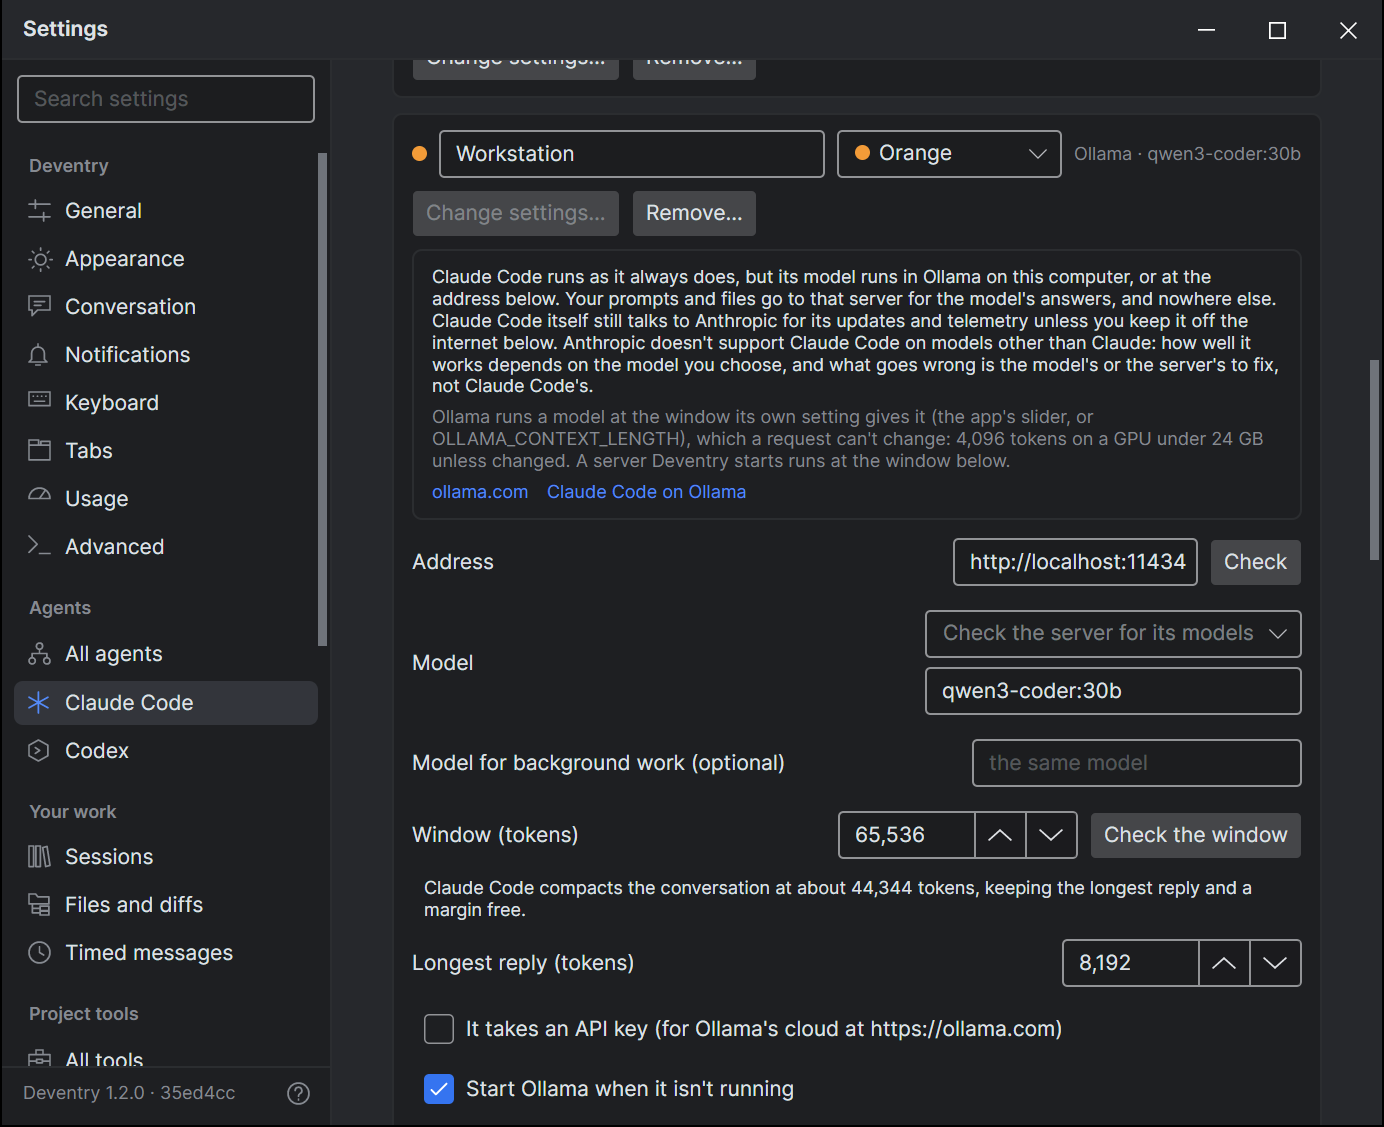 Settings
Search settings
Deventry
General
Appearance
Conversation
Notifications
Keyboard
Tabs
Usage
Advanced
Agents
All agents
Claude Code
Codex
Your work
Sessions
Files and diffs
Timed messages
Project tools
All tools
Deventry 1.2.0 · 35ed4cc
Change settings... Remove...
Workstation Orange Ollama · qwen3-coder:30b
Change settings... Remove...
Claude Code runs as it always does, but its model runs in Ollama on this computer, or at the
address below. Your prompts and files go to that server for the model's answers, and nowhere else.
Claude Code itself still talks to Anthropic for its updates and telemetry unless you keep it off the
internet below. Anthropic doesn't support Claude Code on models other than Claude: how well it
works depends on the model you choose, and what goes wrong is the model's or the server's to fix,
not Claude Code's.
Ollama runs a model at the window its own setting gives it (the app's slider, or
OLLAMA_CONTEXT_LENGTH), which a request can't change: 4,096 tokens on a GPU under 24 GB
unless changed. A server Deventry starts runs at the window below.
ollama.com Claude Code on Ollama
Address http://localhost:11434 Check
Check the server for its models
Model
qwen3-coder:30b
Model for background work (optional) the same model
Window (tokens) 65,536 Check the window
Claude Code compacts the conversation at about 44,344 tokens, keeping the longest reply and a
margin free.
Longest reply (tokens) 8,192
It takes an API key (for Ollama's cloud at https://ollama.com)
Start Ollama when it isn't running